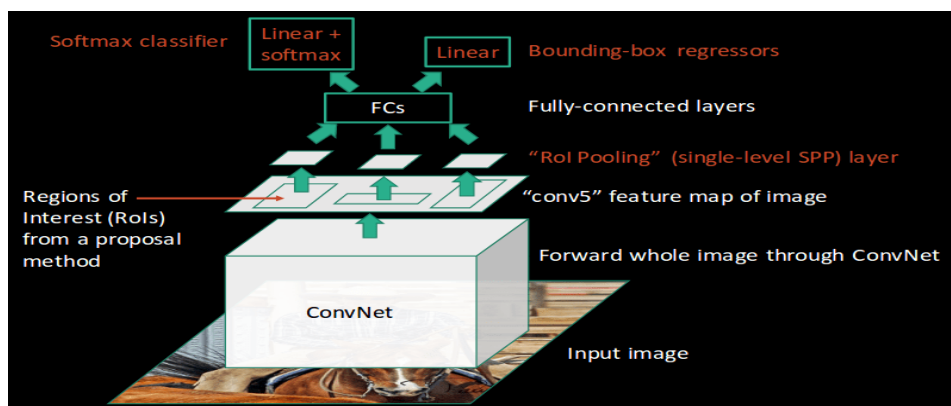 Softmax classifier
Linear +
softmax
Linear
Bounding-box regressors
FCs
Fully-connected layers
“RoI Pooling” (single-level SPP) layer
Regions of
Interest (RoIs)
from a proposal
method
“conv5” feature map of image
Forward whole image through ConvNet
ConvNet
Input image